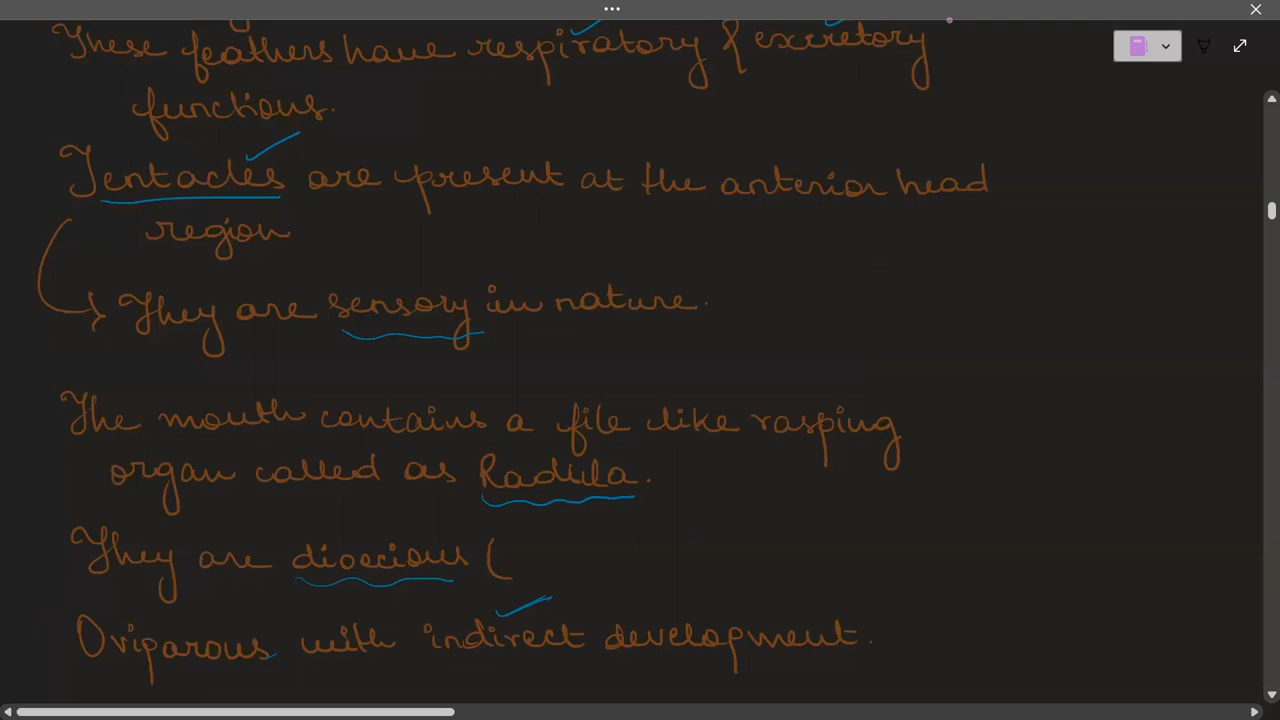 These feathers have respiratory & excretory
functions.
Tentacles are present at the anterior head
region
They are sensory in nature.
The mouth contains a file like rasping
organ called as Radula.
They are dioecious (
Oviparous with indirect development.